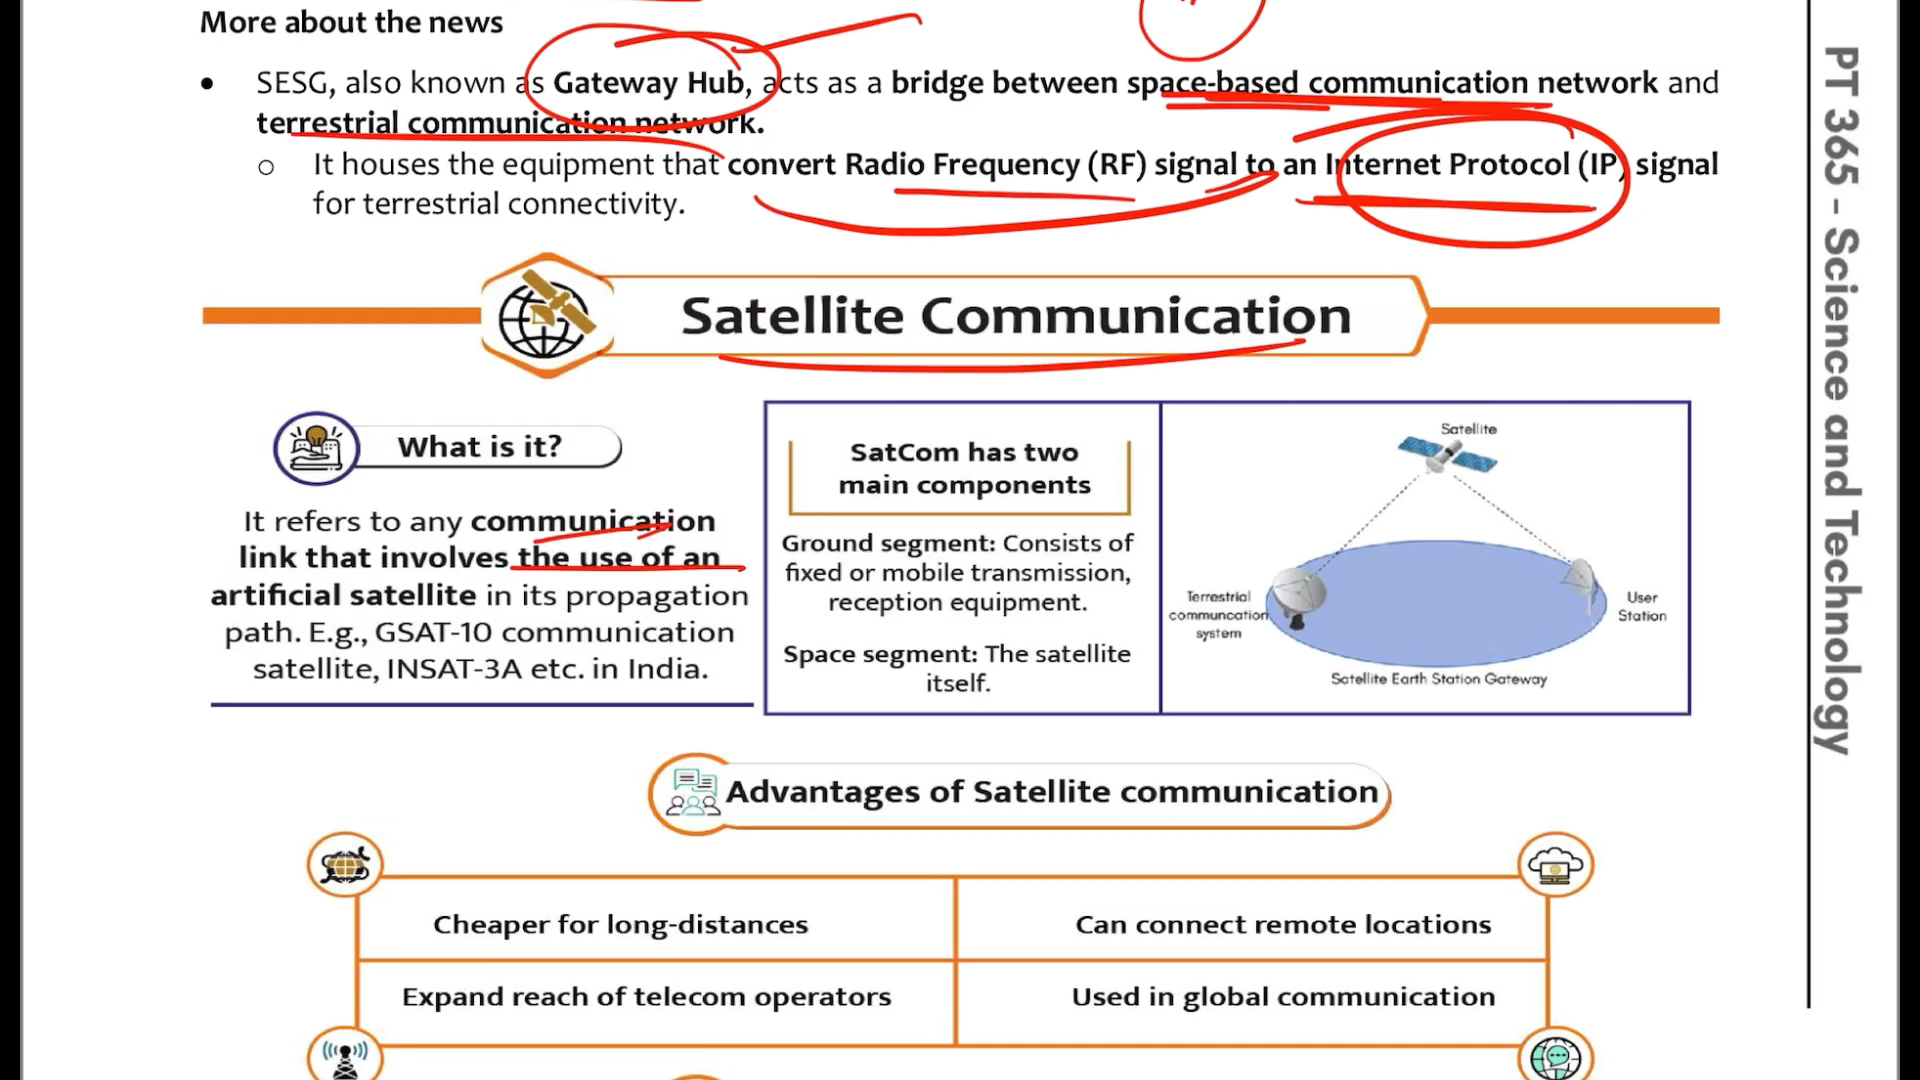 More about the news
• SESG, also known as Gateway Hub, acts as a bridge between space-based communication network and
terrestrial communication network.
o It houses the equipment that convert Radio Frequency (RF) signal to an Internet Protocol (IP) signal
for terrestrial connectivity.
Satellite Communication
What is it?
It refers to any communication
link that involves the use of an
artificial satellite in its propagation
path. E.g., GSAT-10 communication
satellite, INSAT-3A etc. in India.
SatCom has two
main components
Ground segment: Consists of
fixed or mobile transmission,
reception equipment.
Space segment: The satellite
itself.
Satellite
Terrestrial
communcation
system
User
Station
Satellite Earth Station Gateway
Advantages of Satellite communication
Cheaper for long-distances
Can connect remote locations
Expand reach of telecom operators
Used in global communication
PT 365 - Science and Technology